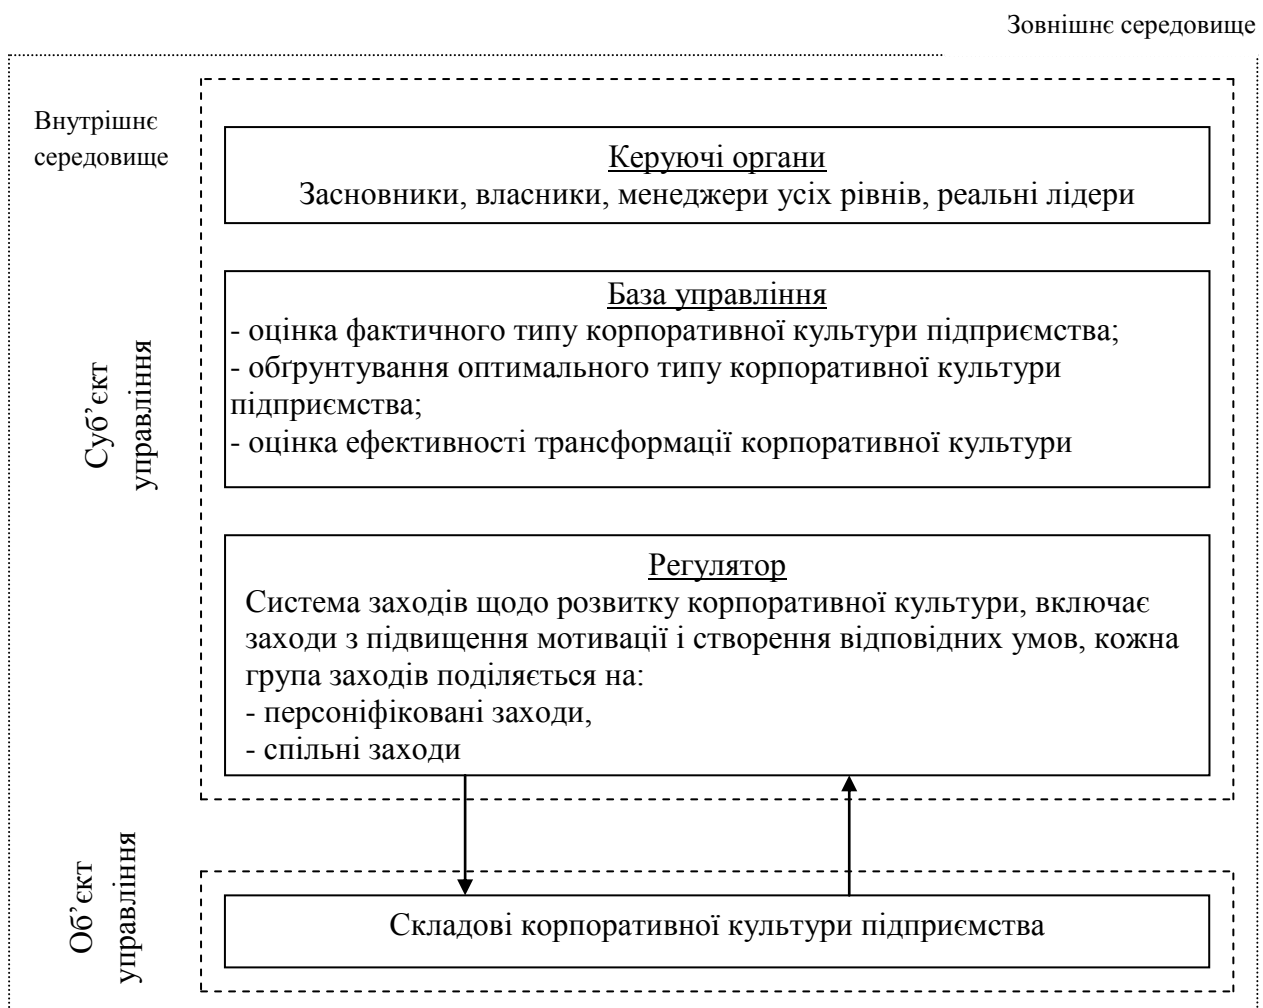 Зовнішнє середовище
Внутрішнє
середовище
Керуючі органи
Засновники, власники, менеджери усіх рівнів, реальні лідери
Суб’єкт
управління
База управління
- оцінка фактичного типу корпоративної культури підприємства;
- обґрунтування оптимального типу корпоративної культури
підприємства;
- оцінка ефективності трансформації корпоративної культури
Регулятор
Система заходів щодо розвитку корпоративної культури, включає
заходи з підвищення мотивації і створення відповідних умов, кожна
група заходів поділяється на:
- персоніфіковані заходи,
- спільні заходи
Об’єкт
управління
Складові корпоративної культури підприємства